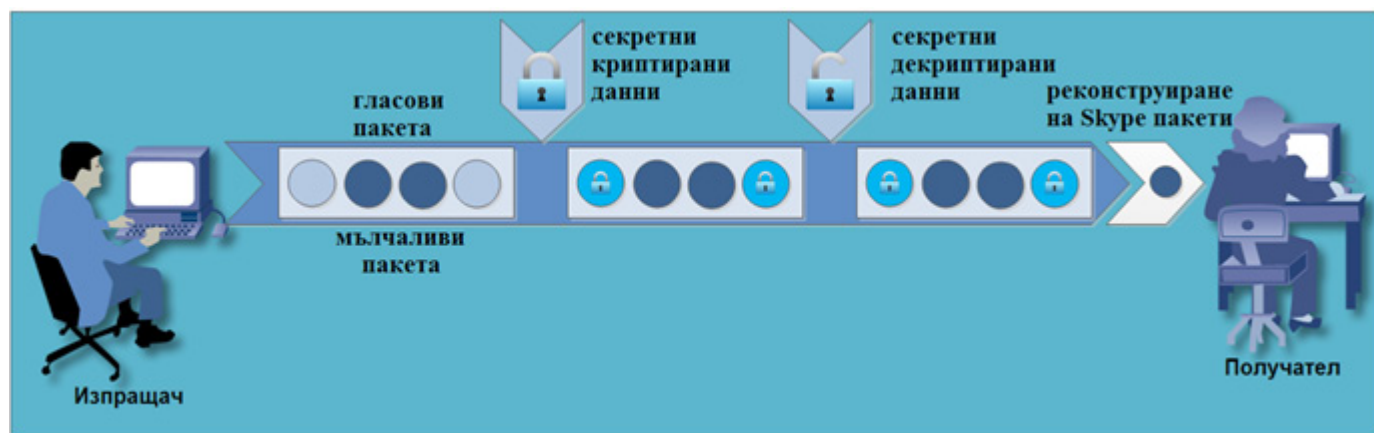 секретни
криптирани
данни
секретни
декриптирани
данни
гласови
пакета
реконструиране
на Skype пакети
мълчаливи
пакета
Изпращач
Получател